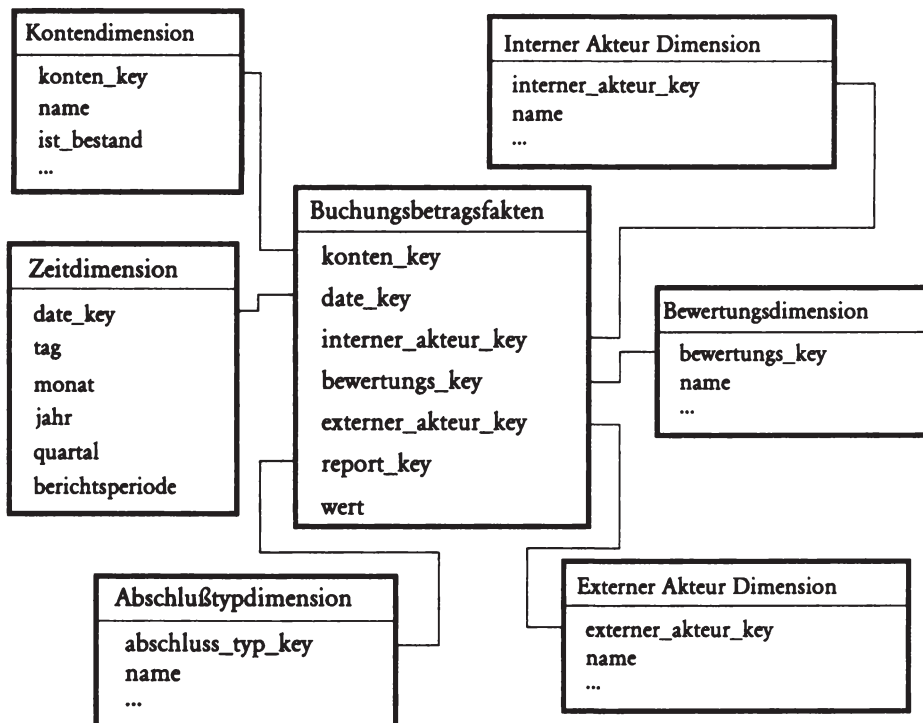 Kontendimension
konten_key
name
ist_bestand
...
Interner Akteur Dimension
interner_akteur_key
name
...
Buchungsbetragsfakten
konten_key
date_key
interner_akteur_key
bewertungs_key
externer_akteur_key
report_key
wert
Zeitdimension
date_key
tag
monat
jahr
quartal
berichtsperiode
Bewertungsdimension
bewertungs_key
name
...
Abschlußtypdimension
abschluss_typ_key
name
...
Externer Akteur Dimension
externer_akteur_key
name
...